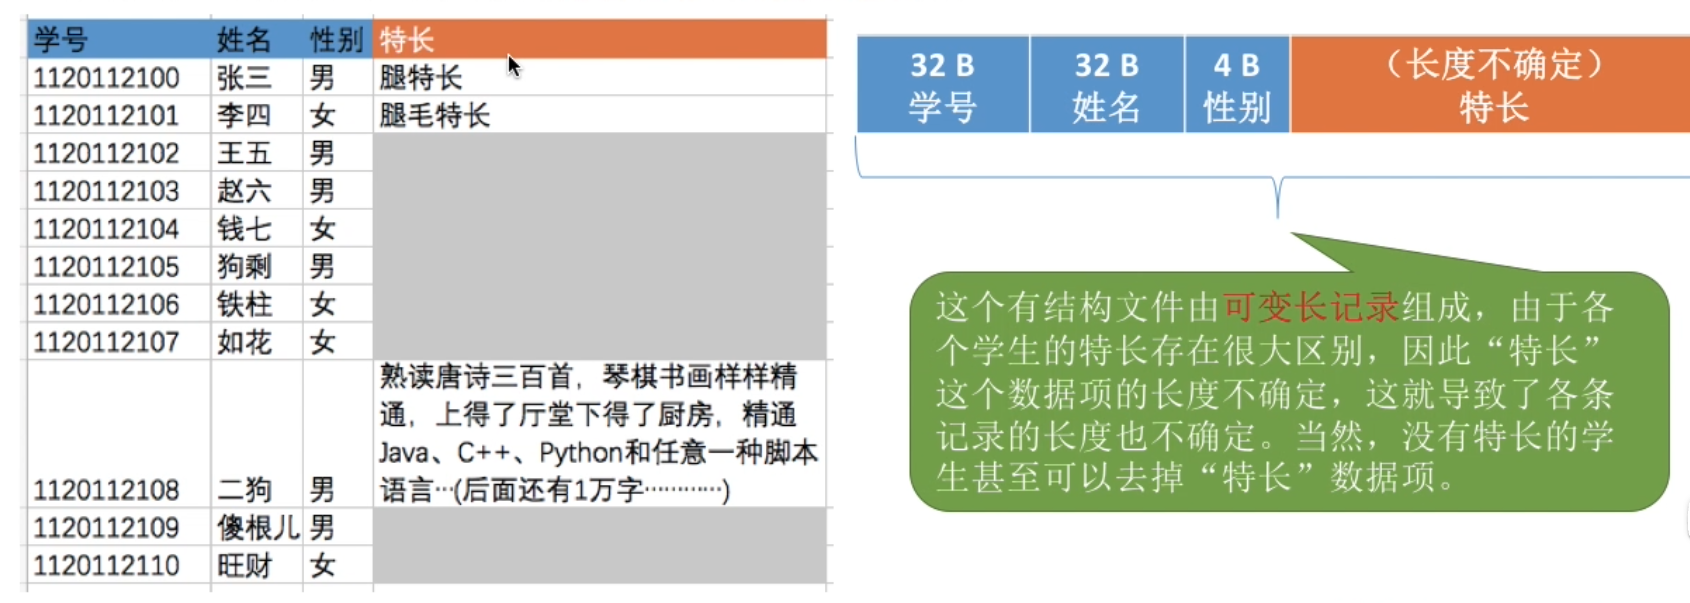 学号 姓名 性别 特长
1120112100 张三 男 腿特长
1120112101 李四 女 腿毛特长
1120112102 王五 男
1120112103 赵六 男
1120112104 钱七 女
1120112105 狗剩 男
1120112106 铁柱 女
1120112107 如花 女
熟读唐诗三百首，琴棋书画样样精
通，上得了厅堂下得了厨房，精通
Java、C++、Python和任意一种脚本
1120112108 二狗 男 语言…(后面还有1万字…………)
1120112109 傻根儿 男
1120112110 旺财 女
32 B 32 B 4 B （长度不确定）
学号 姓名 性别 特长
这个有结构文件由可变长记录组成，由于各
个学生的特长存在很大区别，因此“特长”
这个数据项的长度不确定，这就导致了各条
记录的长度也不确定。当然，没有特长的学
生甚至可以去掉“特长”数据项。